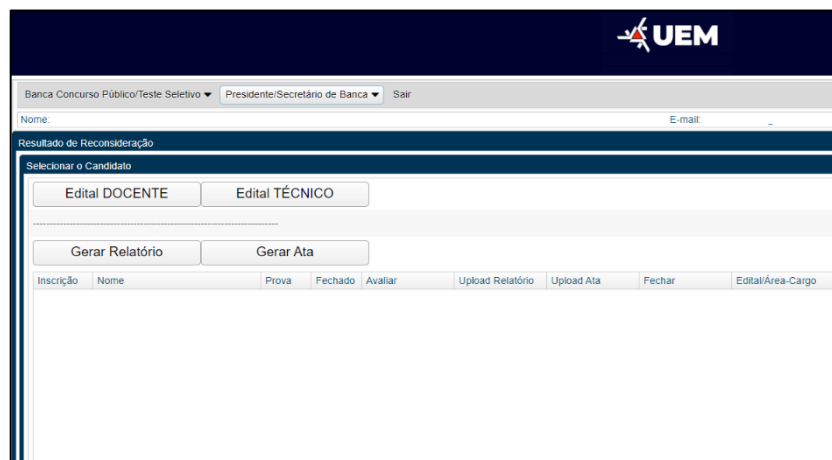 UEM
Banca Concurso Público/Teste Seletivo Presidente/Secretário de Banca Sair
Nome: E-mail:
Resultado de Reconsideração
Selecionar o Candidato
Edital DOCENTE Edital TÉCNICO
Gerar Relatório Gerar Ata
Inscrição Nome Prova Fechado Avaliar Upload Relatório Upload Ata Fechar Edital/Área-Cargo